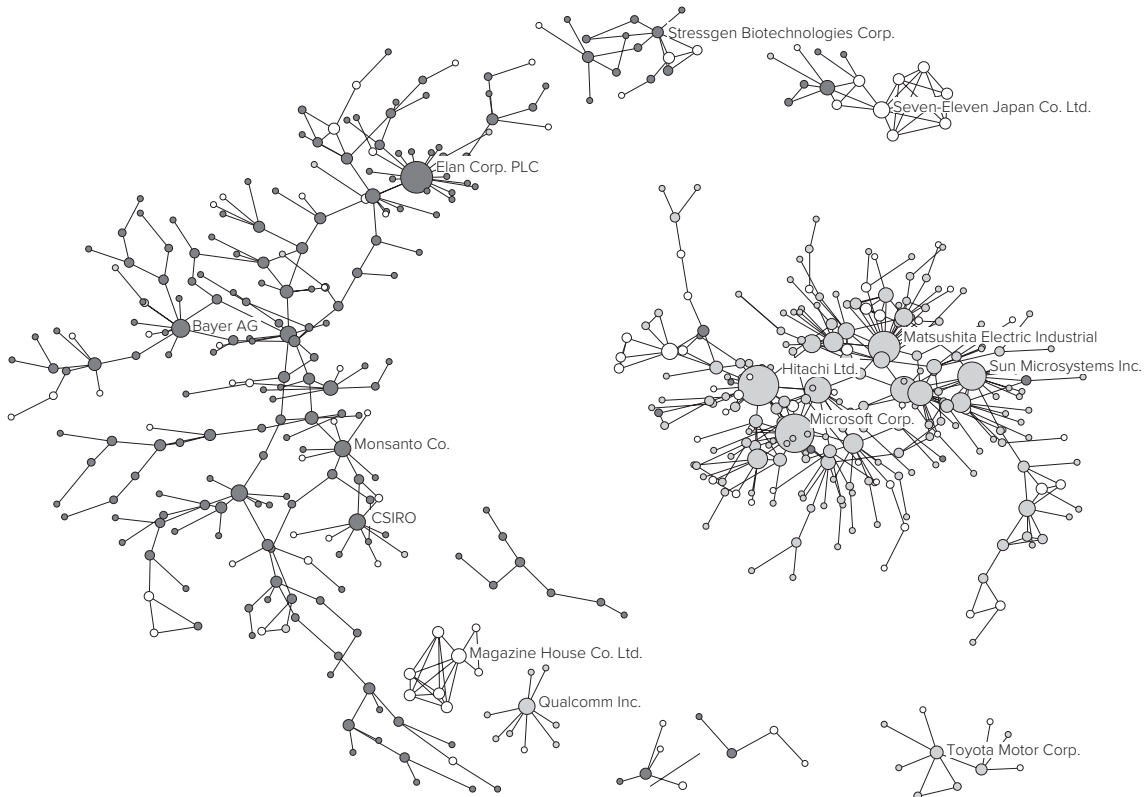 Stressgen Biotechnologies Corp.
Seven-Eleven Japan Co. Ltd.
Elan Corp. PLC
Bayer AG
Matsushita Electric Industrial
Hitachi Ltd.
Sun Microsystems Inc.
Microsoft Corp.
Monsanto Co.
CSIRO
Magazine House Co. Ltd.
Qualcomm Inc.
Toyota Motor Corp.